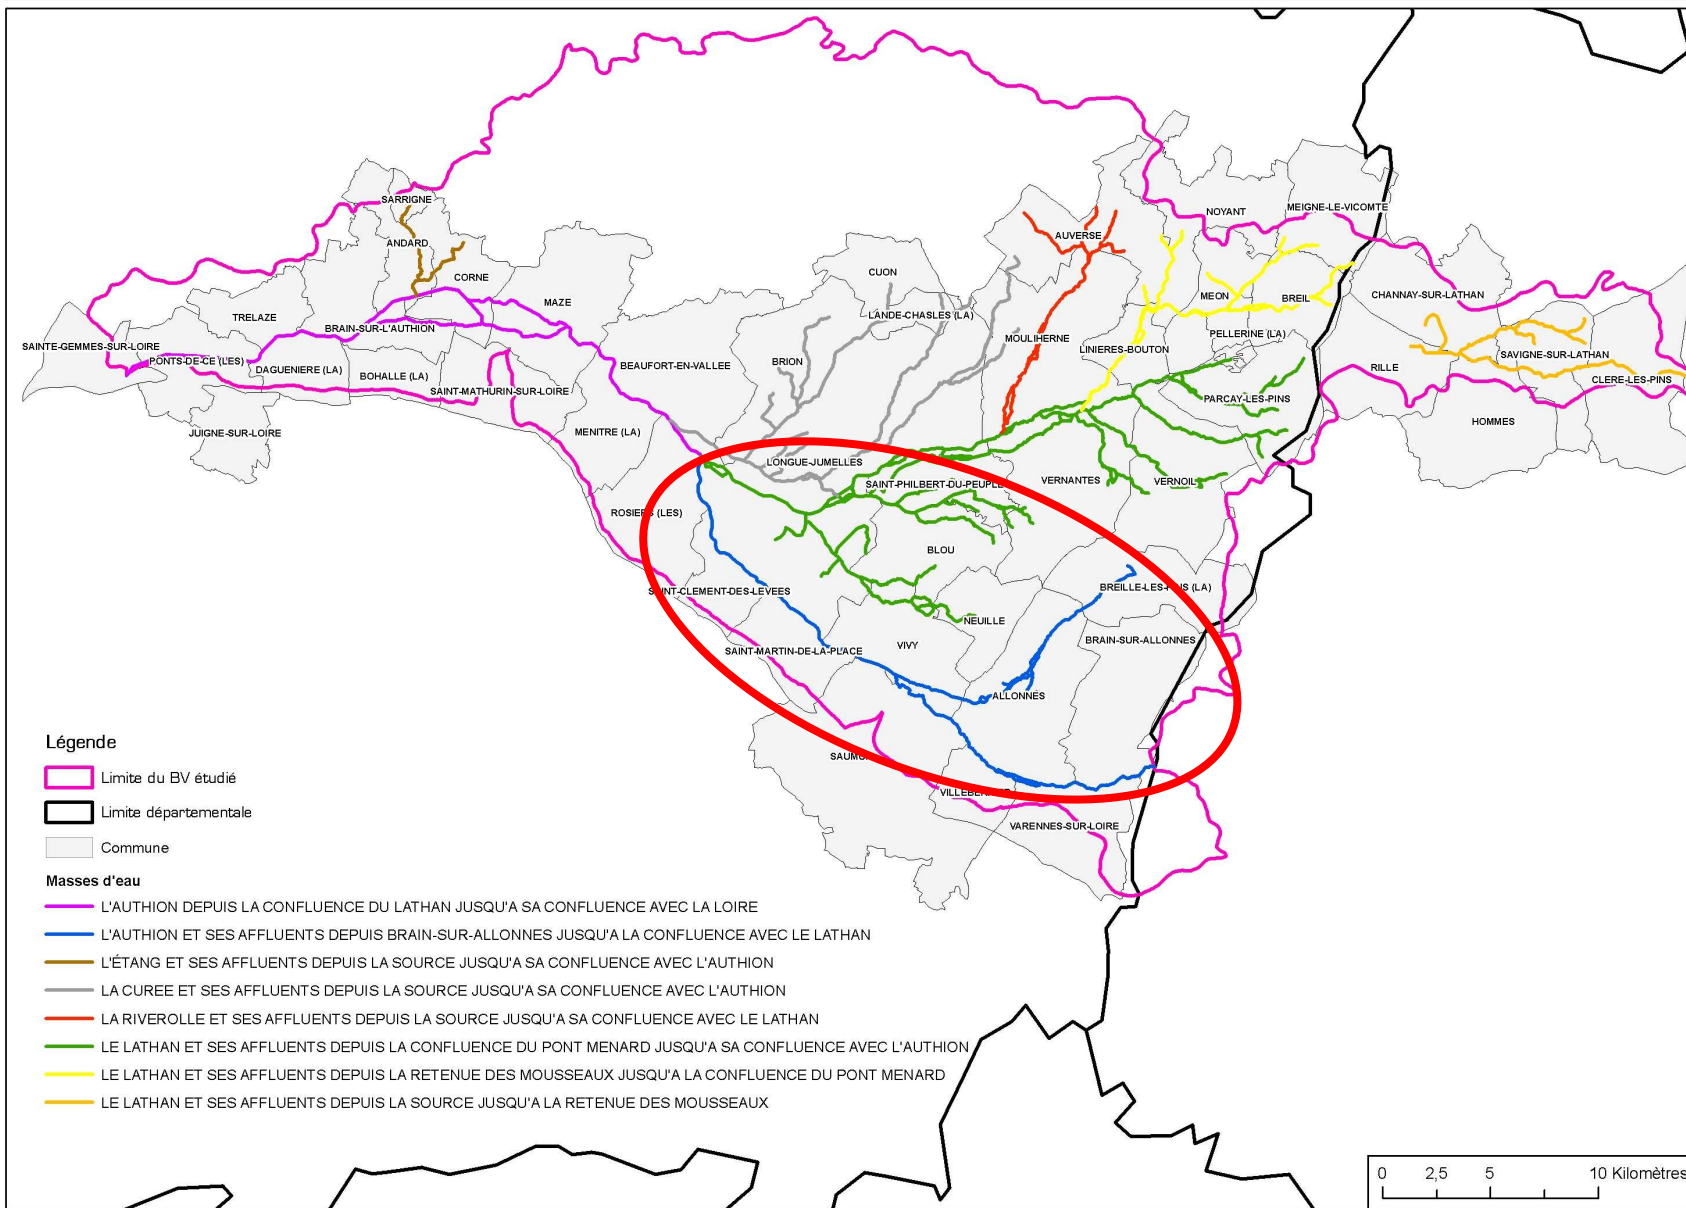 SARRIGNE
NOYANT
MEIGNE-LE-VICOMTE
AUVERSE
ANDARD
CUON
CORNE
CHANNAY-SUR-LATHAN
MEON
BREIL
MAZE
LANDE-CHASLES (LA)
TRELAZE
BRAIN-SUR-L'AUTHION
PELLERINE (LA)
MOULIHERNE
SAINTE-GEMMES-SUR-LOIRE
LINIERES-BOUTON
SAVIGNE-SUR-LATHAN
PONTS-DE-CE (LES)
BRION
BEAUFORT-EN-VALLEE
RILLE
DAGUENIERE (LA)
BOHALLE (LA)
CLERE-LES-PINS
SAINT-MATHURIN-SUR-LOIRE
PARCAY-LES-PINS
HOMMES
JUIGNE-SUR-LOIRE
MENITRE (LA)
LONGUE-JUMELLES
VERNANTES
VERNOIL
SAINT-PHILBERT-DU-PEUPLE
ROSIERS (LES)
BLOU
BREILLE-LES-PINS (LA)
SAINT-CLEMENT-DES-LEVEES
NEUILLE
BRAIN-SUR-ALLONNES
VIVY
SAINT-MARTIN-DE-LA-PLACE
ALLONNES
VARENNES-SUR-LOIRE
Légende
Limite du BV étudié
Limite départementale
Commune
Masses d'eau
L'AUTHION DEPUIS LA CONFLUENCE DU LATHAN JUSQU'A SA CONFLUENCE AVEC LA LOIRE
L'AUTHION ET SES AFFLUENTS DEPUIS BRAIN-SUR-ALLONNES JUSQU'A LA CONFLUENCE AVEC LE LATHAN
L'ÉTANG ET SES AFFLUENTS DEPUIS LA SOURCE JUSQU'A SA CONFLUENCE AVEC L'AUTHION
LA CUREE ET SES AFFLUENTS DEPUIS LA SOURCE JUSQU'A SA CONFLUENCE AVEC L'AUTHION
LA RIVEROLLE ET SES AFFLUENTS DEPUIS LA SOURCE JUSQU'A SA CONFLUENCE AVEC LE LATHAN
LE LATHAN ET SES AFFLUENTS DEPUIS LA CONFLUENCE DU PONT MENARD JUSQU'A SA CONFLUENCE AVEC L'AUTHION
LE LATHAN ET SES AFFLUENTS DEPUIS LA RETENUE DES MOUSSEAUX JUSQU'A LA CONFLUENCE DU PONT MENARD
LE LATHAN ET SES AFFLUENTS DEPUIS LA SOURCE JUSQU'A LA RETENUE DES MOUSSEAUX
0 2,5 5 10 Kilomètres